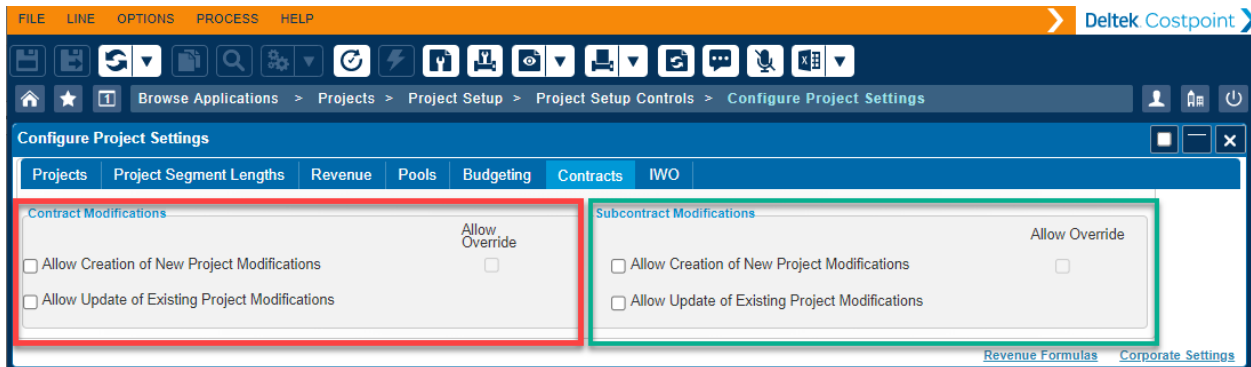 FILE LINE OPTIONS PROCESS HELP
Deltek Costpoint
1 Browse Applications > Projects > Project Setup > Project Setup Controls > Configure Project Settings
Configure Project Settings
Projects Project Segment Lengths Revenue Pools Budgeting Contracts IWO
Contract Modifications
Allow Override
Allow Creation of New Project Modifications
Allow Update of Existing Project Modifications
Subcontract Modifications
Allow Override
Allow Creation of New Project Modifications
Allow Update of Existing Project Modifications
Revenue Formulas Corporate Settings